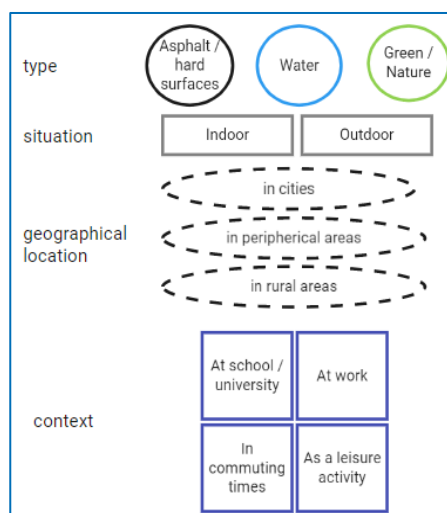 type
Asphalt /
hard
surfaces
Water
Green /
Nature
situation
Indoor
Outdoor
geographical
location
in cities
in peripherical areas
in rural areas
context
At school /
university
At work
In
commuting
times
As a leisure
activity